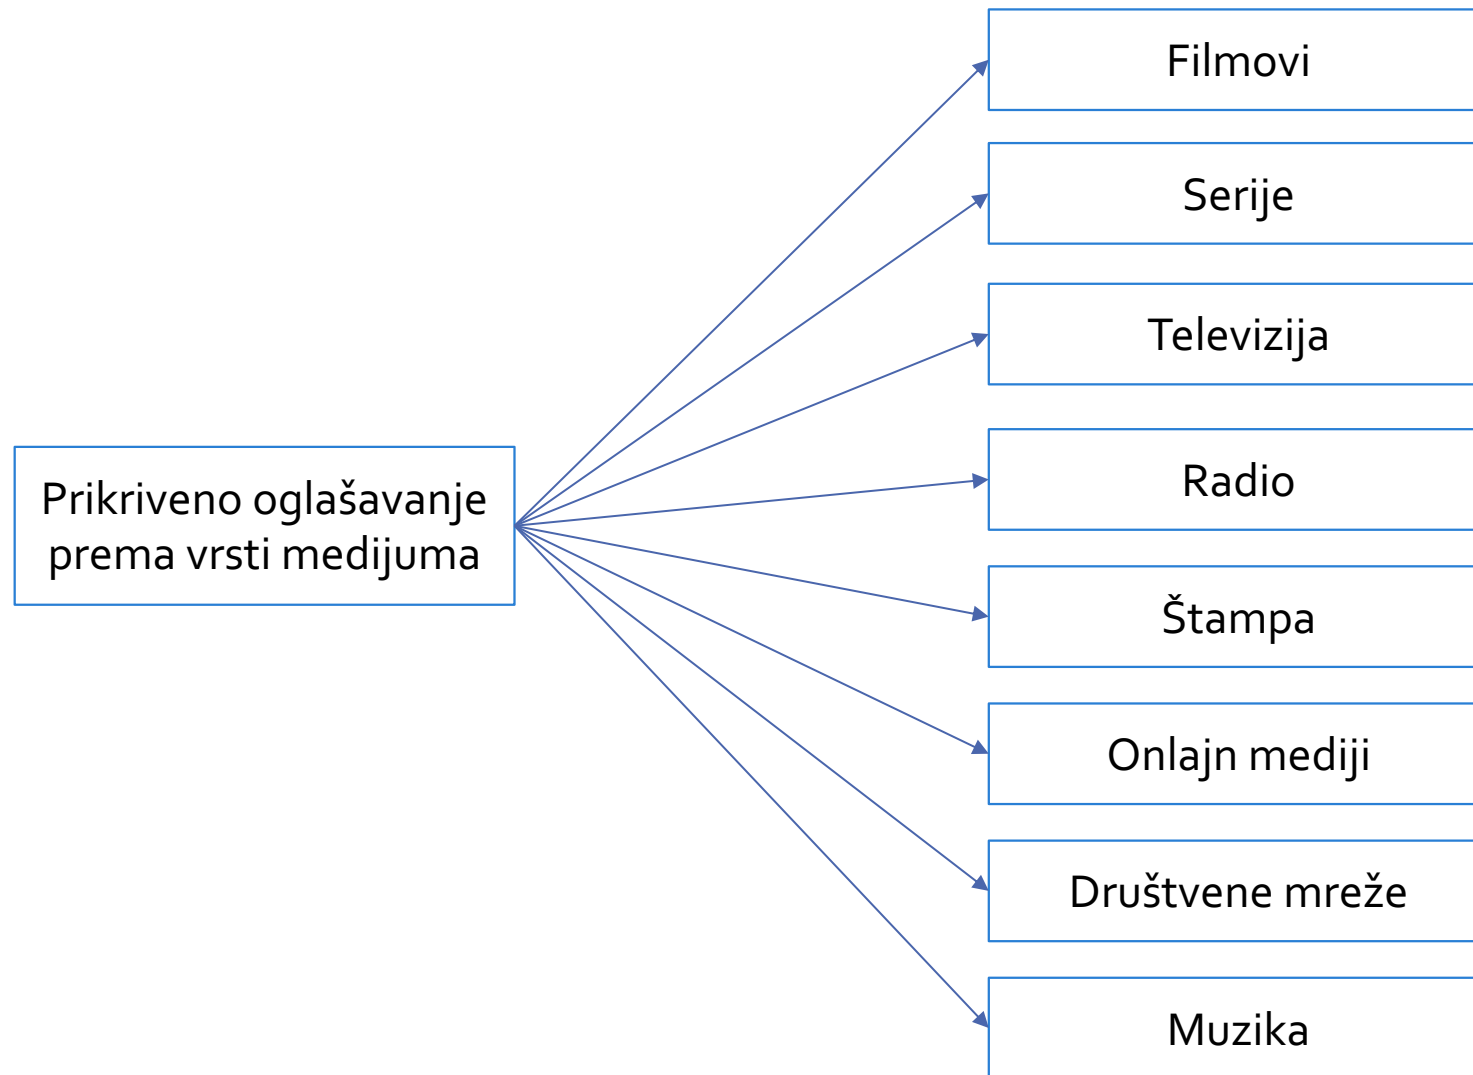 Filmovi
Serije
Televizija
Radio
Prikriveno oglašavanje
prema vrsti medijuma
Štampa
Onlajn mediji
Društvene mreže
Muzika